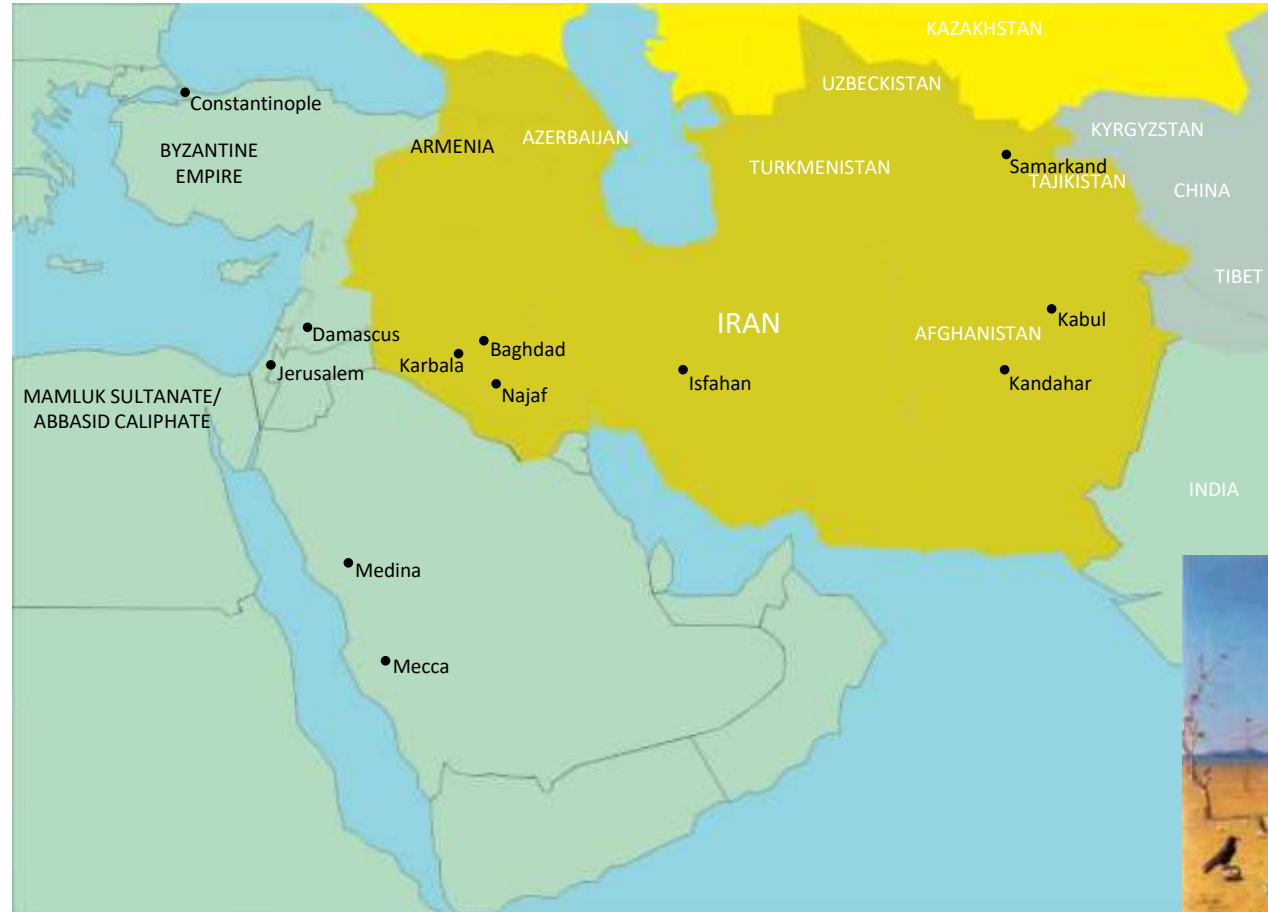 KAZAKHSTAN
UZBECKISTAN
Constantinople
KYRGYZSTAN
AZERBAIJAN
ARMENIA
BYZANTINE
EMPIRE
TURKMENISTAN
Samarkand
TAJIKISTAN
CHINA
TIBET
IRAN
Kabul
AFGHANISTAN
Damascus
Baghdad
Karbala
Jerusalem
Isfahan
Kandahar
Najaf
MAMLUK SULTANATE/
ABBASID CALIPHATE
INDIA
Medina
Mecca